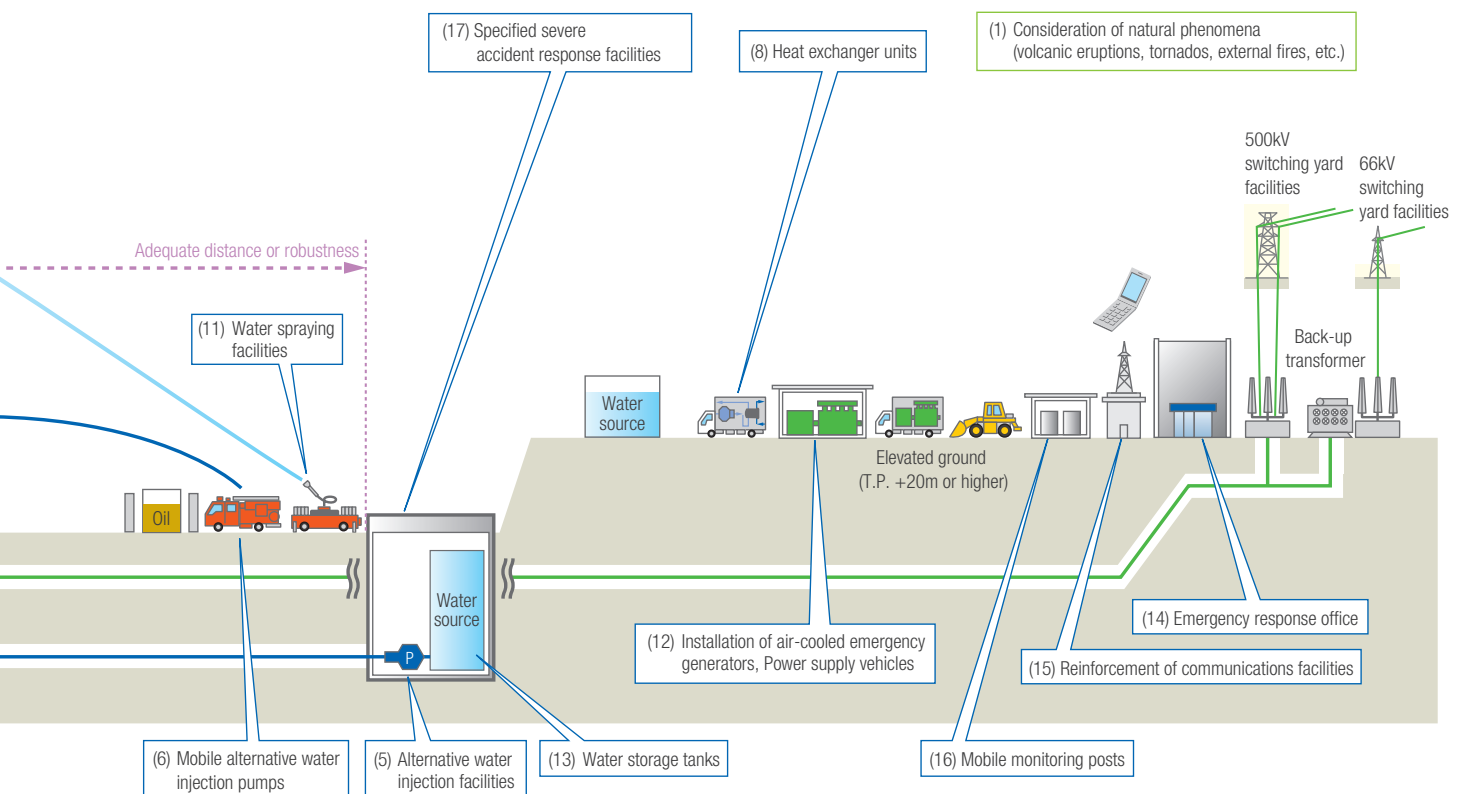 (17) Specified severe
accident response facilities
(8) Heat exchanger units
(1) Consideration of natural phenomena
(volcanic eruptions, tornados, external fires, etc.)
500kV
switching yard
facilities
66kV
switching
yard facilities
Adequate distance or robustness
(11) Water spraying
facilities
Back-up
transformer
Water
source
Elevated ground
(T.P. +20m or higher)
Oil
Water
source
P
(12) Installation of air-cooled emergency
generators, Power supply vehicles
(14) Emergency response office
(15) Reinforcement of communications facilities
(6) Mobile alternative water
injection pumps
(5) Alternative water
injection facilities
(13) Water storage tanks
(16) Mobile monitoring posts